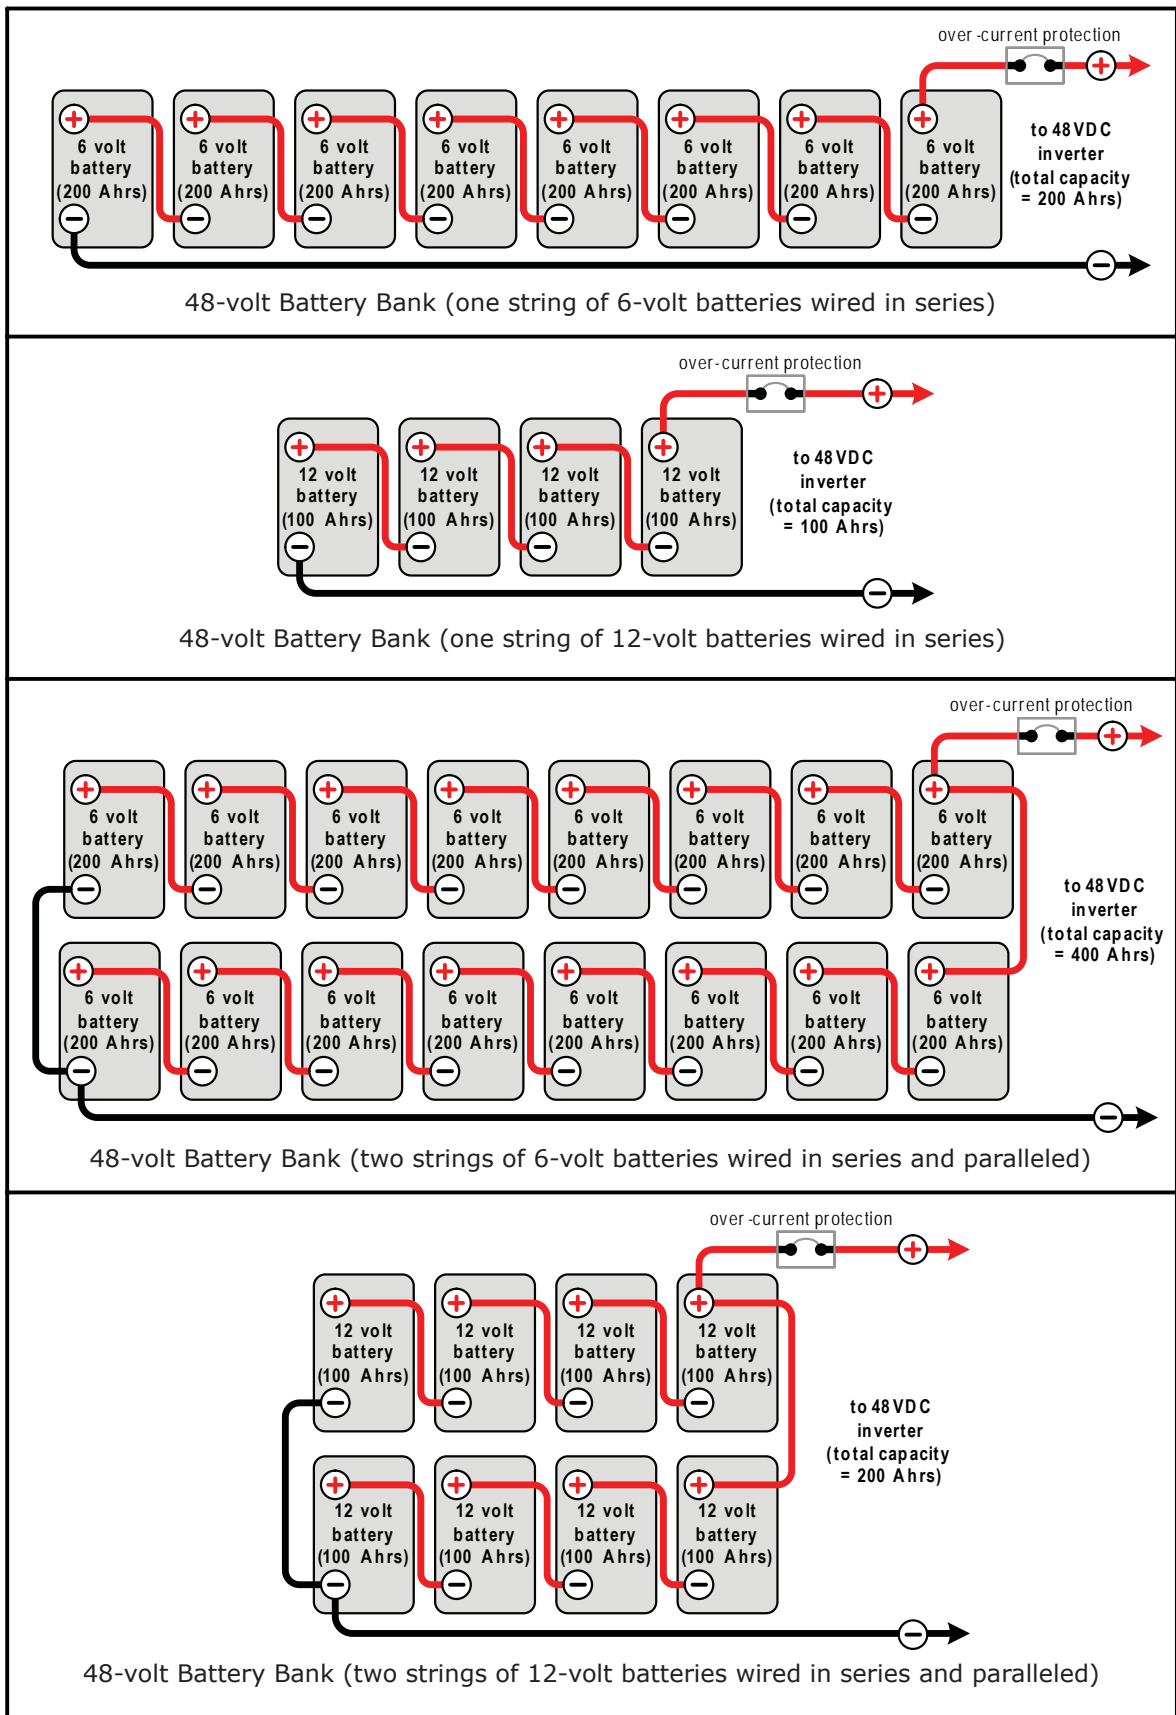 over-current protection
6 volt 6 volt 6 volt 6 volt 6 volt 6 volt 6 volt 6 volt
battery battery battery battery battery battery battery battery
(200 Ahrs) (200 Ahrs) (200 Ahrs) (200 Ahrs) (200 Ahrs) (200 Ahrs) (200 Ahrs) (200 Ahrs)
to 48VDC
inverter
(total capacity
= 200 Ahrs)
48-volt Battery Bank (one string of 6-volt batteries wired in series)
over-current protection
12 volt 12 volt 12 volt 12 volt
battery battery battery battery
(100 Ahrs) (100 Ahrs) (100 Ahrs) (100 Ahrs)
to 48VDC
inverter
(total capacity
= 100 Ahrs)
48-volt Battery Bank (one string of 12-volt batteries wired in series)
over-current protection
6 volt 6 volt 6 volt 6 volt 6 volt 6 volt 6 volt 6 volt
battery battery battery battery battery battery battery battery
(200 Ahrs) (200 Ahrs) (200 Ahrs) (200 Ahrs) (200 Ahrs) (200 Ahrs) (200 Ahrs) (200 Ahrs)
to 48VDC
inverter
(total capacity
= 400 Ahrs)
6 volt 6 volt 6 volt 6 volt 6 volt 6 volt 6 volt 6 volt
battery battery battery battery battery battery battery battery
(200 Ahrs) (200 Ahrs) (200 Ahrs) (200 Ahrs) (200 Ahrs) (200 Ahrs) (200 Ahrs) (200 Ahrs)
48-volt Battery Bank (two strings of 6-volt batteries wired in series and paralleled)
over-current protection
12 volt 12 volt 12 volt 12 volt
battery battery battery battery
(100 Ahrs) (100 Ahrs) (100 Ahrs) (100 Ahrs)
to 48VDC
inverter
(total capacity
= 200 Ahrs)
12 volt 12 volt 12 volt 12 volt
battery battery battery battery
(100 Ahrs) (100 Ahrs) (100 Ahrs) (100 Ahrs)
48-volt Battery Bank (two strings of 12-volt batteries wired in series and paralleled)